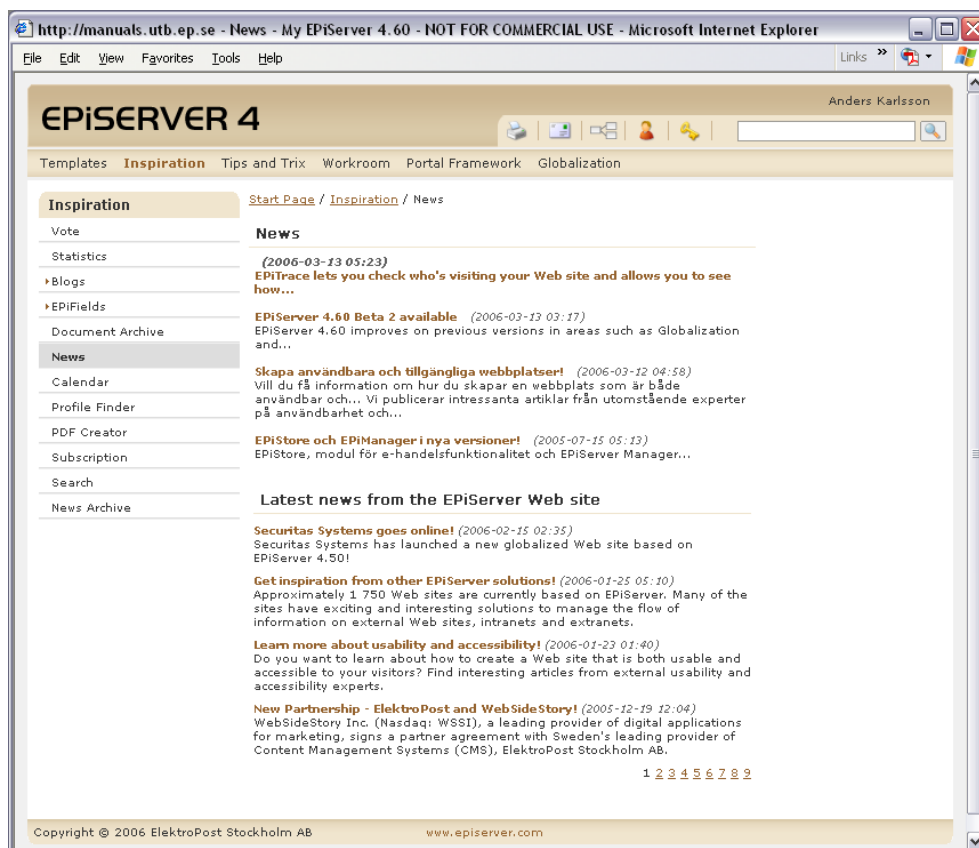 http://manuals.utb.ep.se - News - My EPiServer 4.60 - NOT FOR COMMERCIAL USE - Microsoft Internet Explorer
File Edit View Favorites Tools Help Links »
Anders Karlsson
EPiSERVER 4
Templates Inspiration Tips and Trix Workroom Portal Framework Globalization
Inspiration
Vote
Statistics
Blogs
EPiFields
Document Archive
News
Calendar
Profile Finder
PDF Creator
Subscription
Search
News Archive
Start Page / Inspiration / News
News
(2006-03-13 05:23)
EPiTrace lets you check who's visiting your Web site and allows you to see
how...
EPiServer 4.60 Beta 2 available (2006-03-13 03:17)
EPiServer 4.60 improves on previous versions in areas such as Globalization
and...
Skapa användbara och tillgängliga webbplatser! (2006-03-12 04:58)
Vill du få information om hur du skapar en webbplats som är både
användbar och... Vi publicerar intressanta artiklar från utomstående experter
på användbarhet och...
EPiStore och EPiManager i nya versioner! (2005-07-15 05:13)
EPiStore, modul för e-handelsfunktionalitet och EPiServer Manager...
Latest news from the EPiServer Web site
Securitas Systems goes online! (2006-02-15 02:35)
Securitas Systems has launched a new globalized Web site based on
EPiServer 4.50!
Get inspiration from other EPiServer solutions! (2006-01-25 05:10)
Approximately 1 750 Web sites are currently based on EPiServer. Many of the
sites have exciting and interesting solutions to manage the flow of
information on external Web sites, intranets and extranets.
Learn more about usability and accessibility! (2006-01-23 01:40)
Do you want to learn about how to create a Web site that is both usable and
accessible to your visitors? Find interesting articles from external usability and
accessibility experts.
New Partnership - ElektroPost and WebSideStory! (2005-12-19 12:04)
WebSideStory Inc. (Nasdaq: WSSI), a leading provider of digital applications
for marketing, signs a partner agreement with Sweden's leading provider of
Content Management Systems (CMS), ElektroPost Stockholm AB.
1 2 3 4 5 6 7 8 9
Copyright © 2006 ElektroPost Stockholm AB www.episerver.com